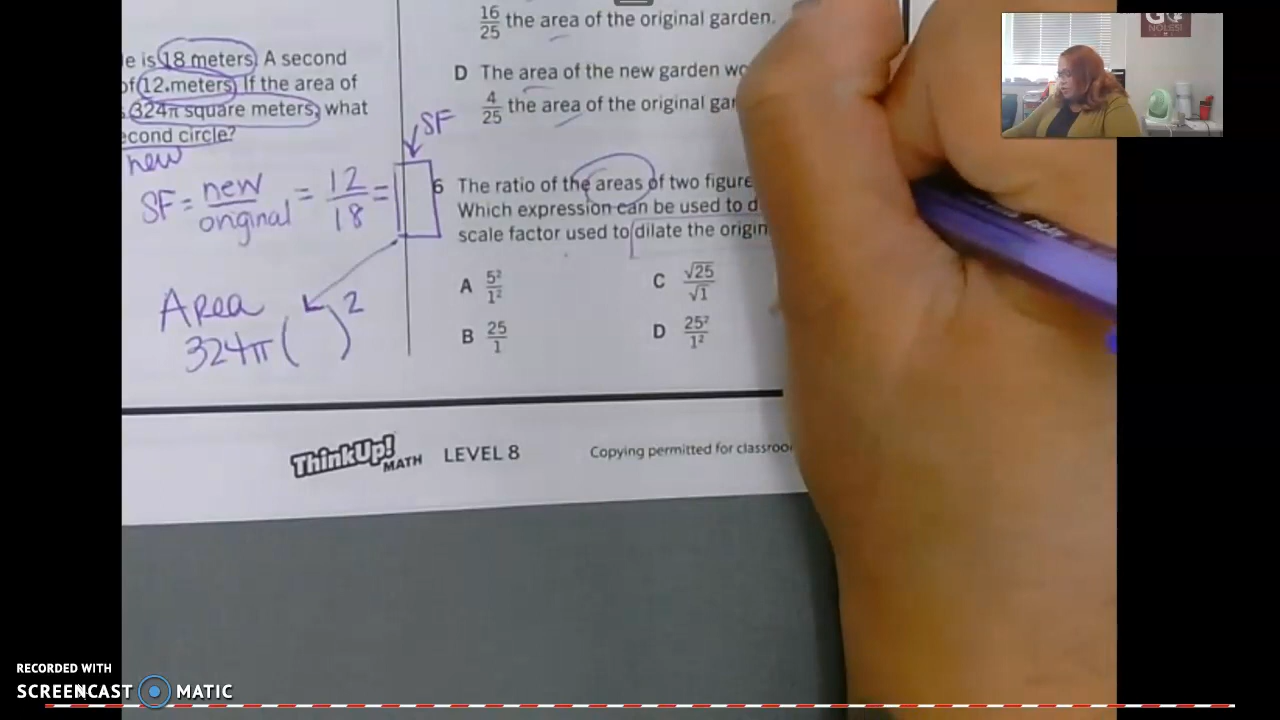 16/25 the area of the original garden.
e is 18 meters. A second
of 12 meters. If the area of
324π square meters, what
econd circle?
new
SF = new/original = 12/18 =
Area
324π ( )²
D The area of the new garden
4/25 the area of the original
SF
6 The ratio of the areas of two figure
Which expression can be used to
scale factor used to dilate the origin
A 5²/1²
B 25/1
C √25/√1
D 25²/1²
ThinkUp! MATH LEVEL 8
Copying permitted for classroo
GO
NOLES!
RECORDED WITH
SCREENCAST MATIC